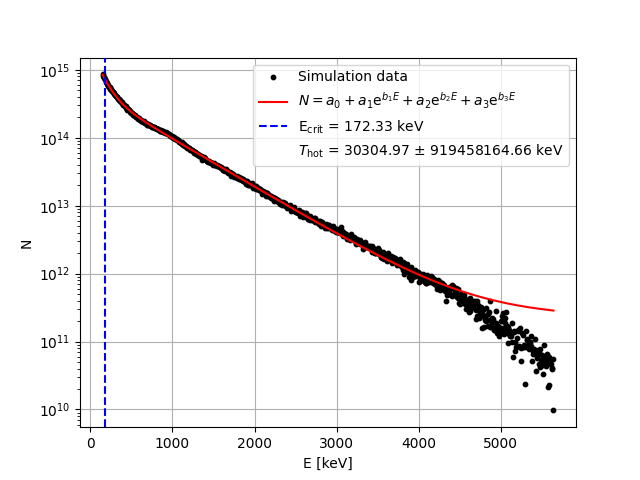 Simulation data
N = a₀ + a₁e^{b₁E} + a₂e^{b₂E} + a₃e^{b₃E}
E_crit = 172.33 keV
T_hot = 30304.97 ± 919458164.66 keV
10¹⁵
10¹⁴
10¹³
10¹²
10¹¹
10¹⁰
N
0 1000 2000 3000 4000 5000
E [keV]